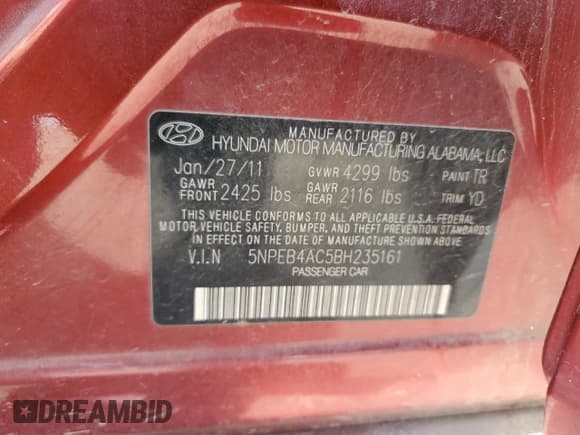 MANUFACTURED BY
HYUNDAI MOTOR MANUFACTURING ALABAMA, LLC
Jan/27/11 GVWR 4299 lbs PAINT TR
GAWR FRONT 2425 lbs GAWR REAR 2116 lbs TRIM YD
THIS VEHICLE CONFORMS TO ALL APPLICABLE U.S.A. FEDERAL
MOTOR VEHICLE SAFETY, BUMPER, AND THEFT PREVENTION STANDARDS
IN EFFECT ON THE DATE OF MANUFACTURE SHOWN ABOVE.
V.I.N 5NPEB4AC5BH235161
PASSENGER CAR
DREAMBID